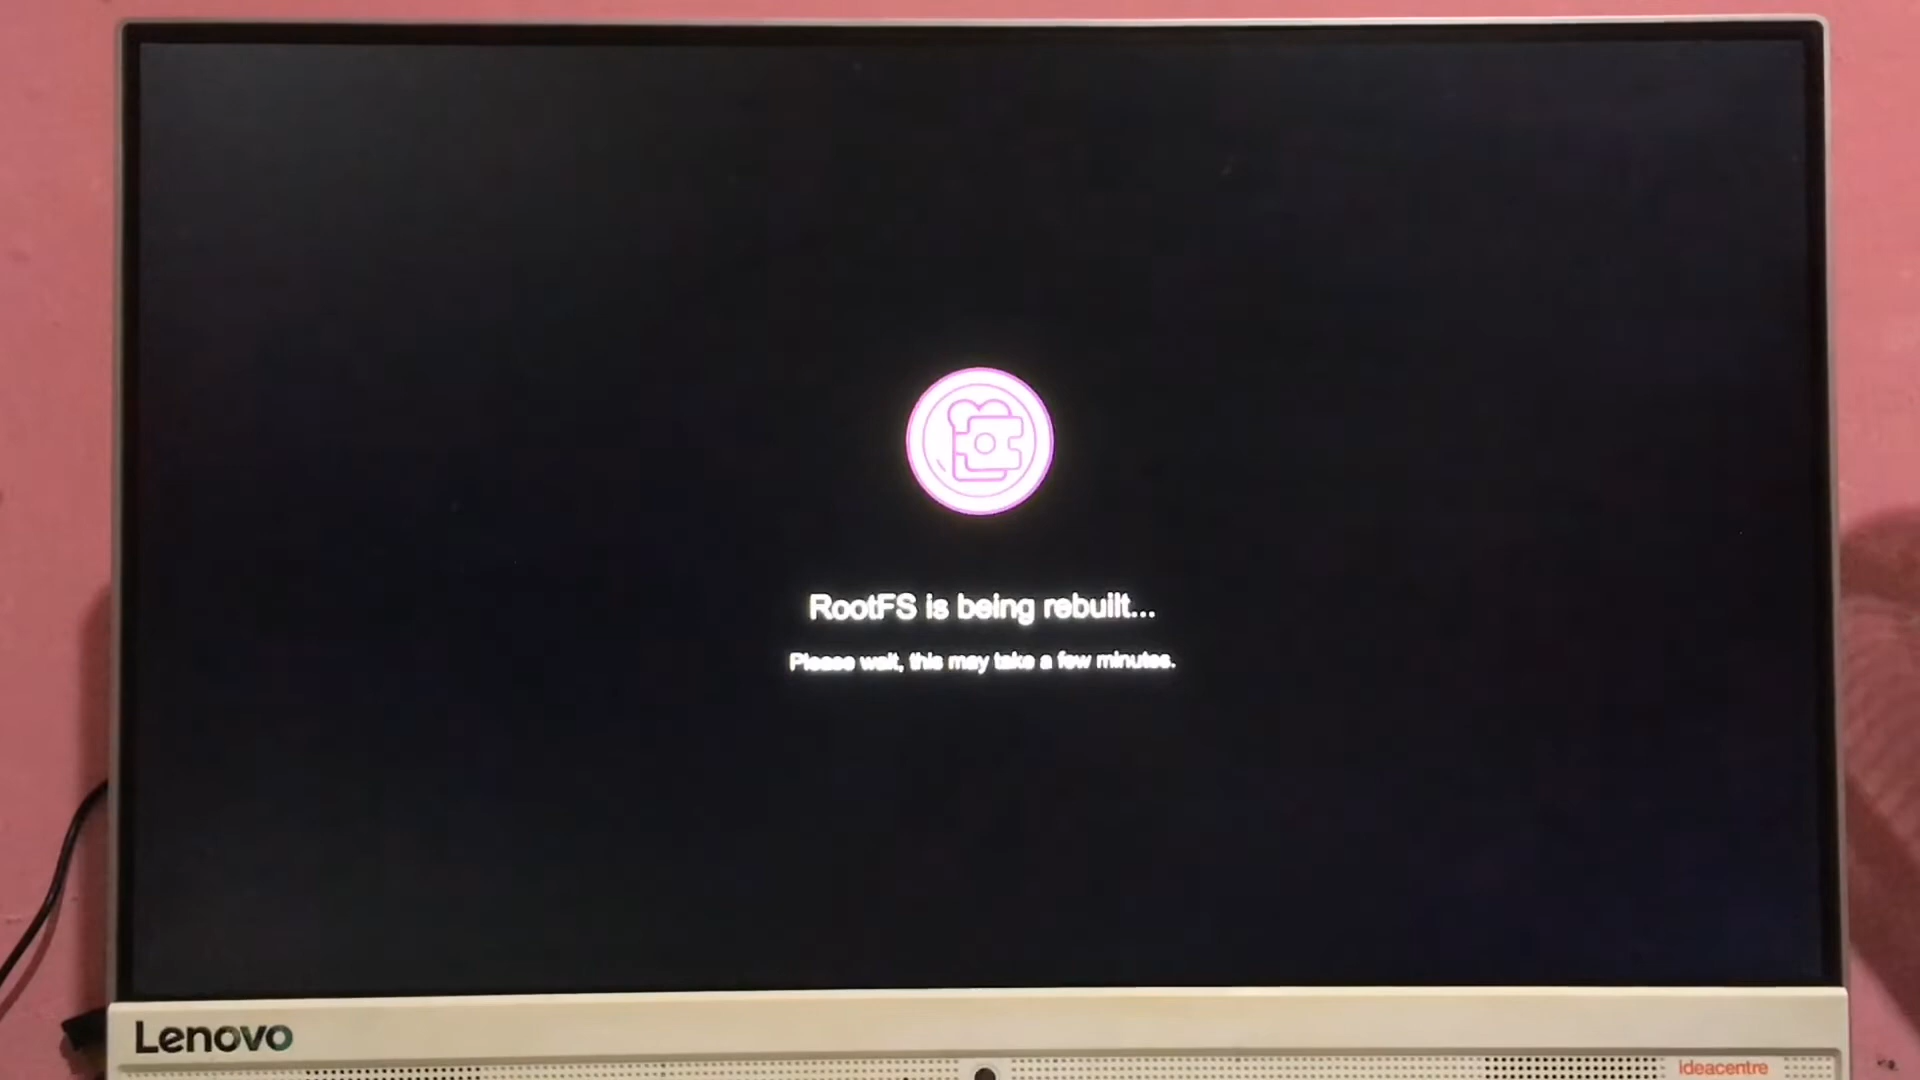 RootFS is being rebuilt...
Please wait, this may take a few minutes.
Lenovo
ideacentre